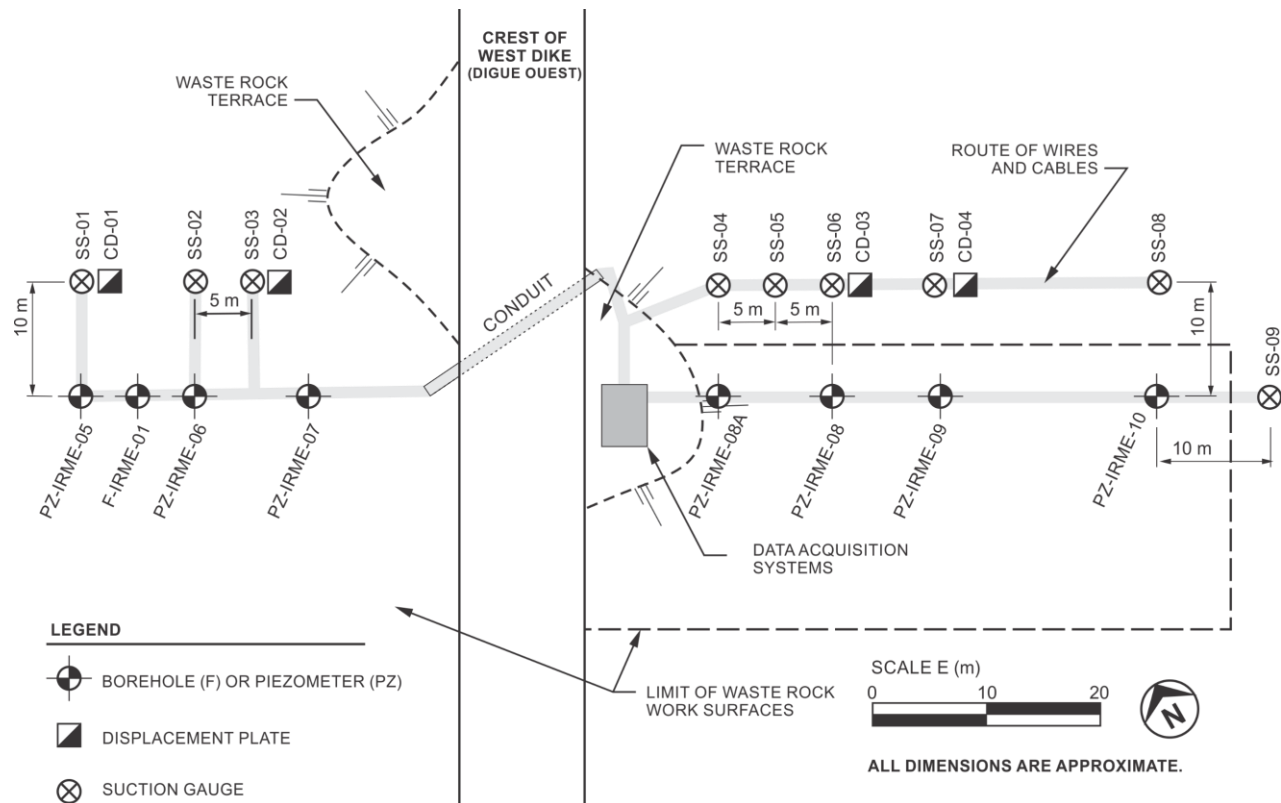 CREST OF
WEST DIKE
(DIGUE OUEST)
WASTE ROCK
TERRACE
WASTE ROCK
TERRACE
ROUTE OF WIRES
AND CABLES
SS-01
CD-01
SS-02
SS-03
CD-02
SS-04
SS-05
SS-06
CD-03
SS-07
CD-04
SS-08
10 m
5 m
CONDUIT
5 m
5 m
10 m
SS-09
PZ-IRME-05
F-IRME-01
PZ-IRME-06
PZ-IRME-07
PZ-IRME-08A
PZ-IRME-08
PZ-IRME-09
PZ-IRME-10
10 m
DATA ACQUISITION
SYSTEMS
LEGEND
BOREHOLE (F) OR PIEZOMETER (PZ)
DISPLACEMENT PLATE
SUCTION GAUGE
LIMIT OF WASTE ROCK
WORK SURFACES
SCALE E (m)
0 10 20
N
ALL DIMENSIONS ARE APPROXIMATE.